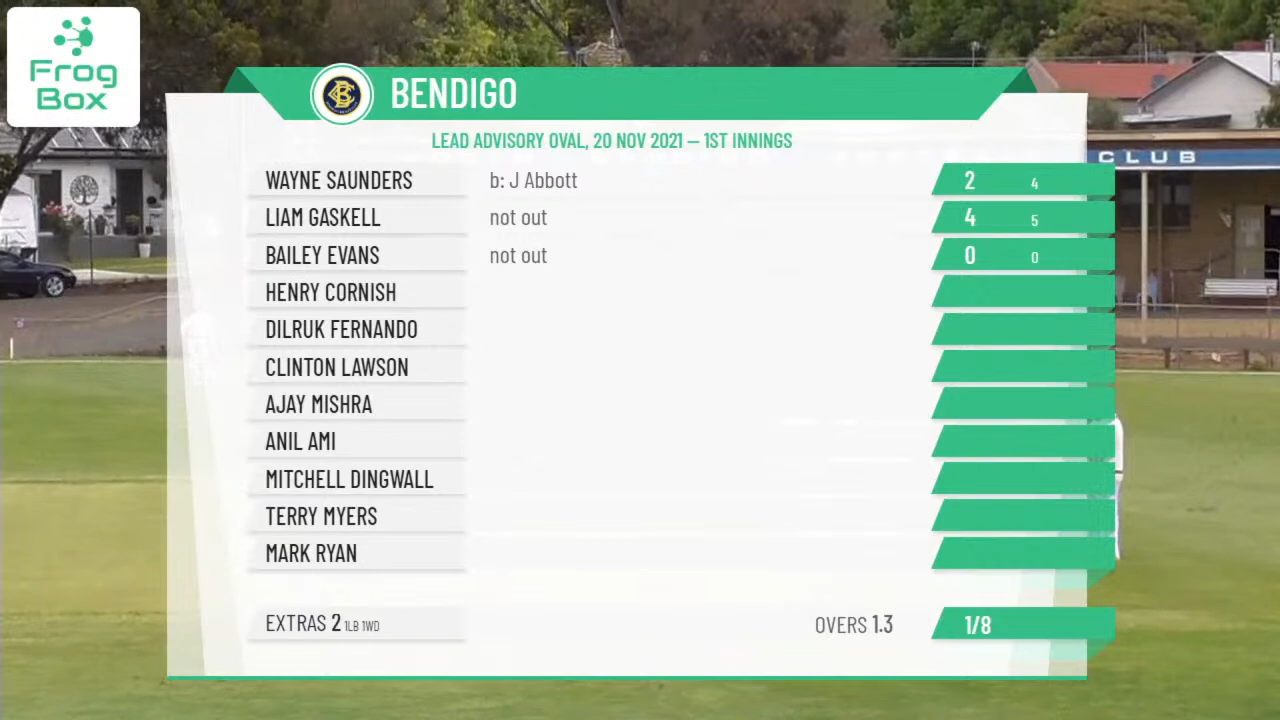 Frog
Box
BENDIGO
LEAD ADVISORY OVAL, 20 NOV 2021 – 1ST INNINGS
CLUB
WAYNE SAUNDERS b: J Abbott 2 4
LIAM GASKELL not out 4 5
BAILEY EVANS not out 0 0
HENRY CORNISH
DILRUK FERNANDO
CLINTON LAWSON
AJAY MISHRA
ANIL AMI
MITCHELL DINGWALL
TERRY MYERS
MARK RYAN
EXTRAS 2 1LB 1WD OVERS 1.3 1/8